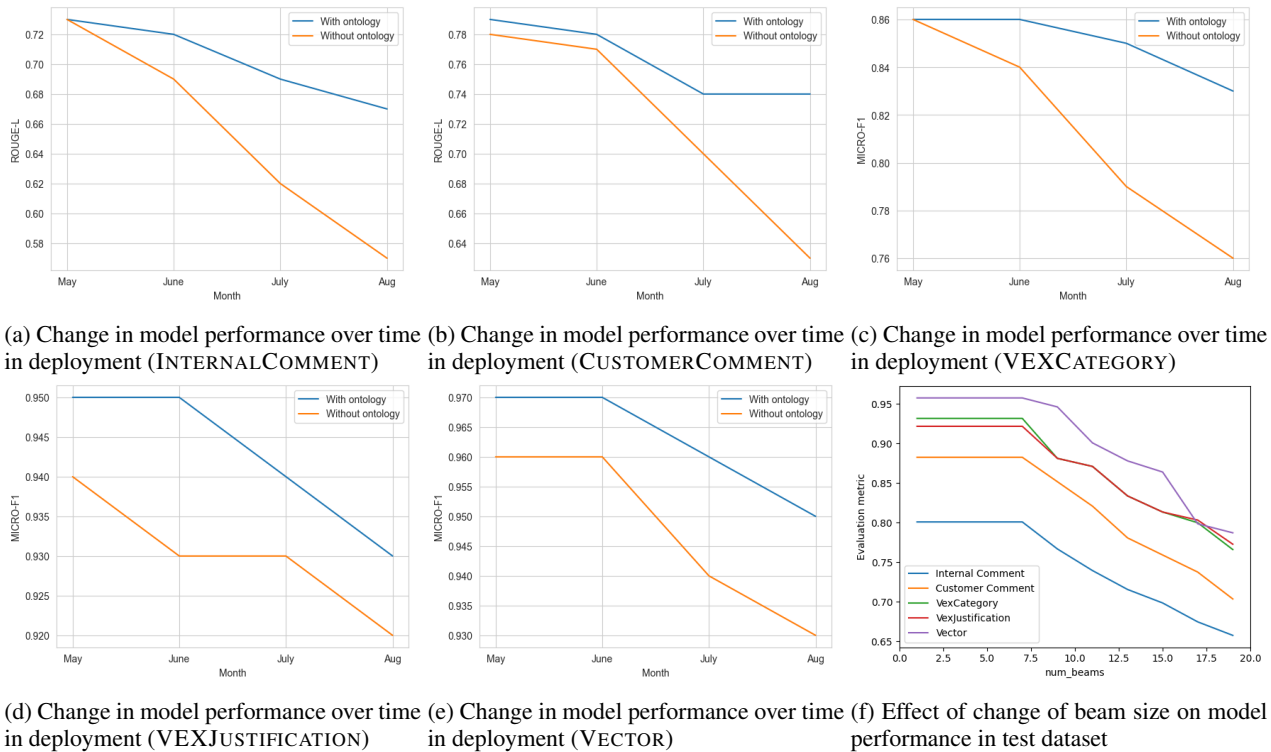 With ontology
Without ontology
0.72
0.70
0.68
0.66
0.64
0.62
0.60
0.58
ROUGE-L
May June July Aug
Month
With ontology
Without ontology
0.78
0.76
0.74
0.72
0.70
0.68
0.66
0.64
ROUGE-L
May June July Aug
Month
With ontology
Without ontology
0.86
0.84
0.82
0.80
0.78
0.76
MICRO-F1
May June July Aug
Month
(a) Change in model performance over time
in deployment (INTERNALCOMMENT)
(b) Change in model performance over time
in deployment (CUSTOMERCOMMENT)
(c) Change in model performance over time
in deployment (VEXCATEGORY)
With ontology
Without ontology
0.950
0.945
0.940
0.935
0.930
0.925
0.920
MICRO-F1
May June July Aug
Month
With ontology
Without ontology
0.970
0.965
0.960
0.955
0.950
0.945
0.940
0.935
0.930
MICRO-F1
May June July Aug
Month
0.95
0.90
0.85
0.80
0.75
0.70
0.65
Evaluation metric
Internal Comment
Customer Comment
VexCategory
VexJustification
Vector
0.0 2.5 5.0 7.5 10.0 12.5 15.0 17.5 20.0
num_beams
(d) Change in model performance over time
in deployment (VEXJUSTIFICATION)
(e) Change in model performance over time
in deployment (VECTOR)
(f) Effect of change of beam size on model
performance in test dataset